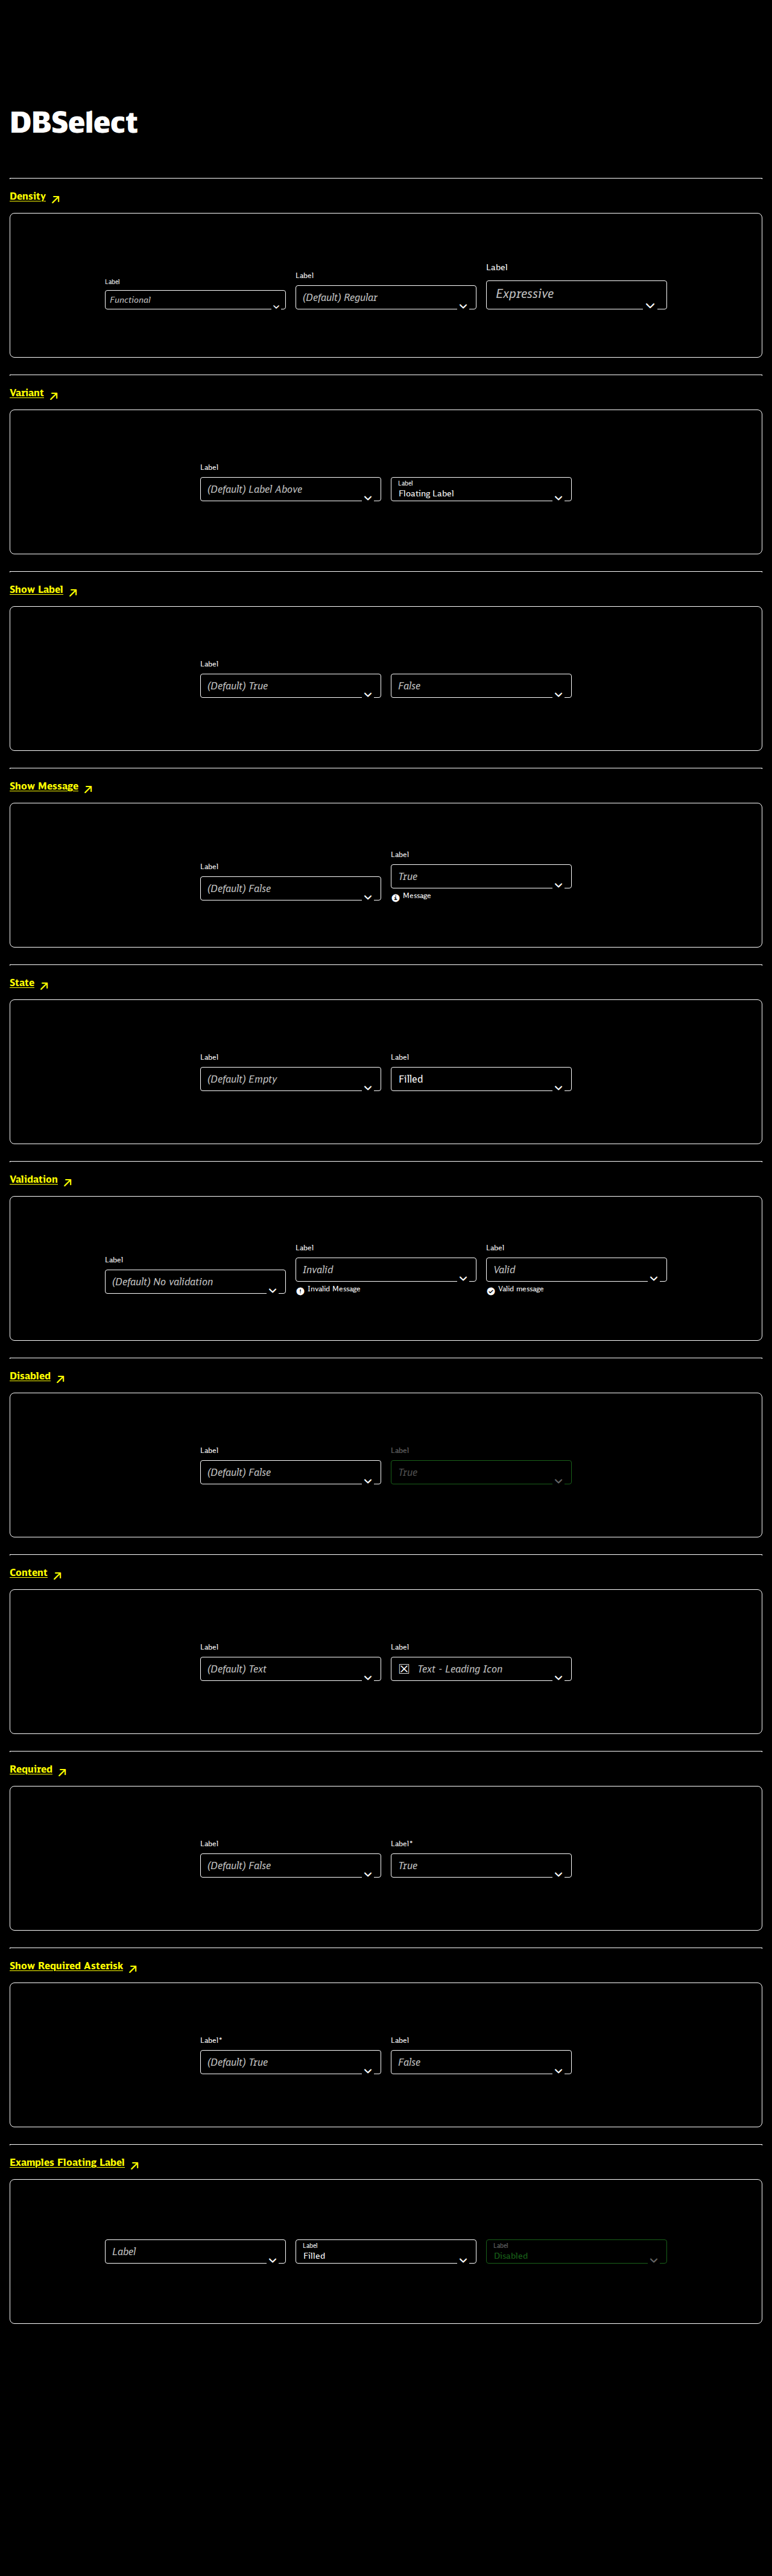 DBSelect
Density
Label
Label
Label
Functional
(Default) Regular
Expressive
Variant
Label
(Default) Label Above
Label
Floating Label
Show Label
Label
(Default) True
False
Show Message
Label
Label
(Default) False
True
Message
State
Label
Label
(Default) Empty
Filled
Validation
Label
Label
Label
(Default) No validation
Invalid
Valid
Invalid Message
Valid message
Disabled
Label
Label
(Default) False
True
Content
Label
Label
(Default) Text
Text - Leading Icon
Required
Label
Label*
(Default) False
True
Show Required Asterisk
Label*
Label
(Default) True
False
Examples Floating Label
Label
Label
Filled
Label
Disabled